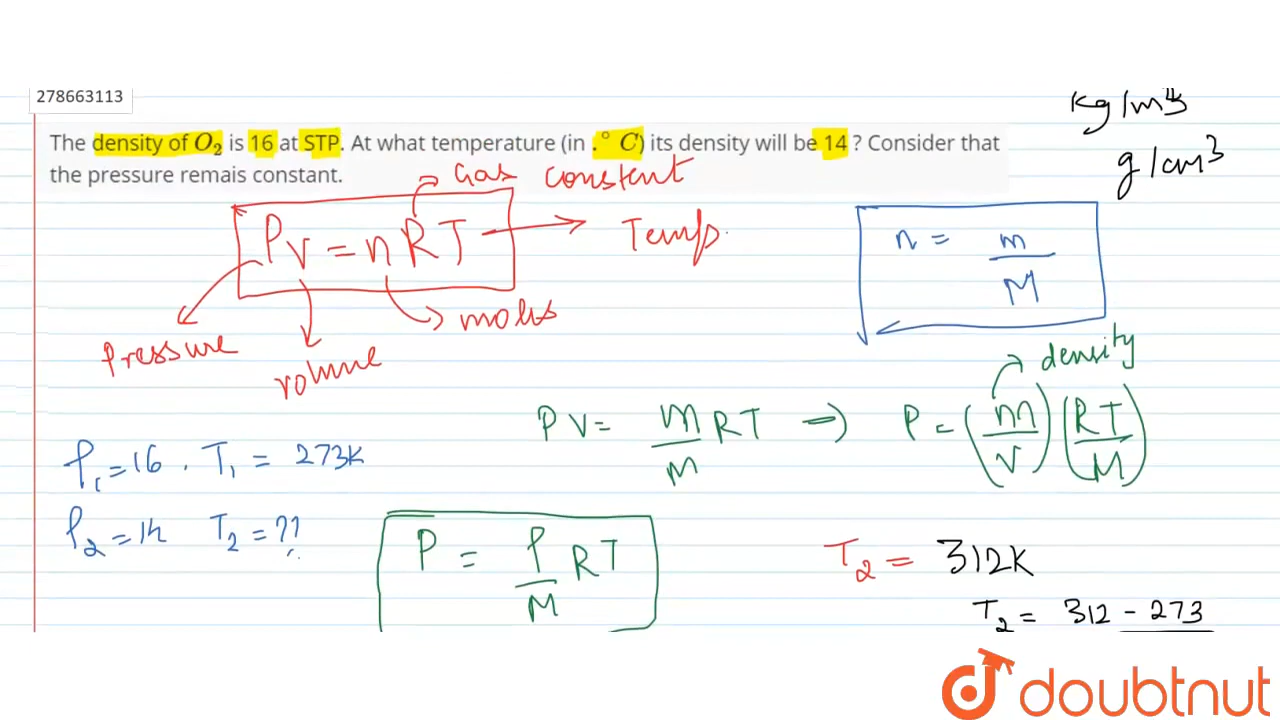 278663113
kg/m3
The density of O₂ is 16 at STP. At what temperature (in .° C) its density will be 14 ? Consider that
the pressure remais constant.
g/cm³
Gas constent
PV = nRT
Temp.
n = m/M
moles
Pressure
volume
density
PV = m/M RT ⇒ P = (m/V)(RT/M)
ρ₁ = 16 . T₁ = 273K
ρ₂ = 14 T₂ = ??
P = ρ/M RT
T₂ = 312K
T₂ = 312 - 273
doubtnut